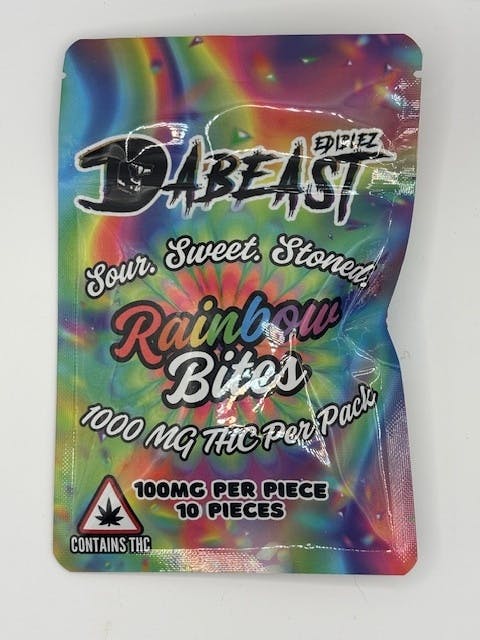 EDIBLEZ
DABEAST
Sour. Sweet. Stoned.
Rainbow
Bites
1000 MG THC Per Pack
100MG PER PIECE
10 PIECES
CONTAINS THC